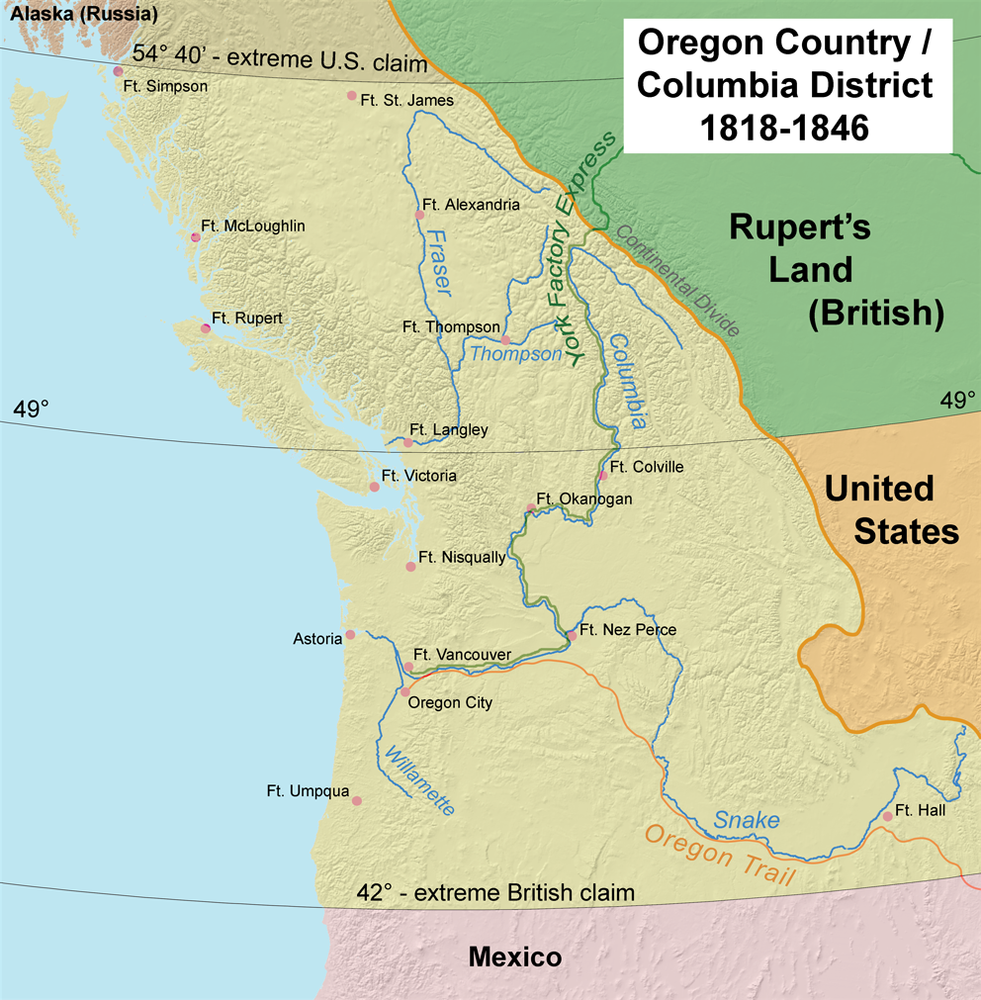 Alaska (Russia)
54° 40’ - extreme U.S. claim
Oregon Country /
Columbia District
1818-1846
Ft. Simpson
Ft. St. James
York Factory Express
Ft. Alexandria
Ft. McLoughlin
Fraser
Continental Divide
Rupert’s
Land
(British)
Ft. Rupert
Ft. Thompson
Thompson
Columbia
49°
49°
Ft. Langley
Ft. Victoria
Ft. Colville
Ft. Okanogan
United
States
Ft. Nisqually
Astoria
Ft. Nez Perce
Ft. Vancouver
Oregon City
Willamette
Ft. Umpqua
Snake
Ft. Hall
Oregon Trail
42° - extreme British claim
Mexico